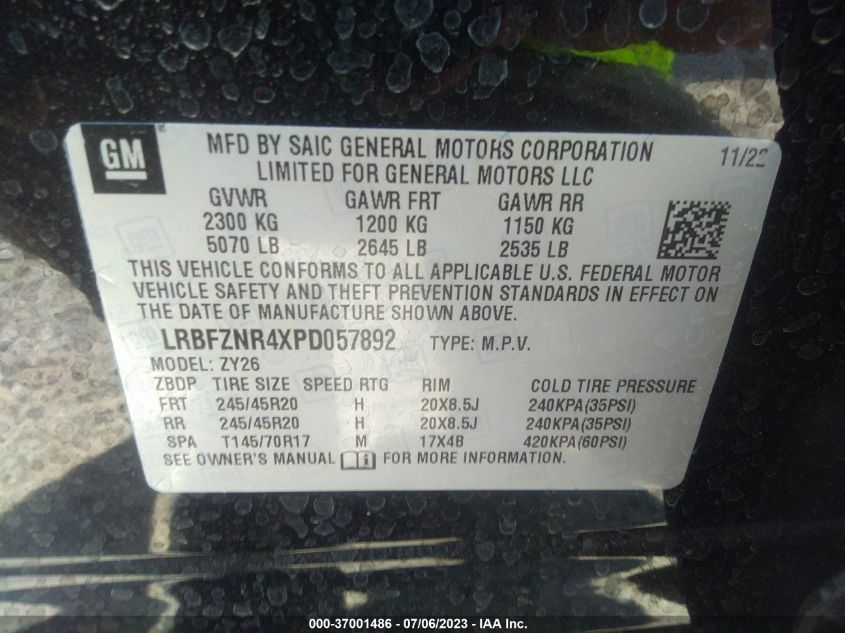 GM
MFD BY SAIC GENERAL MOTORS CORPORATION 11/22
LIMITED FOR GENERAL MOTORS LLC
GVWR GAWR FRT GAWR RR
2300 KG 1200 KG 1150 KG
5070 LB 2645 LB 2535 LB
THIS VEHICLE CONFORMS TO ALL APPLICABLE U.S. FEDERAL MOTOR
VEHICLE SAFETY AND THEFT PREVENTION STANDARDS IN EFFECT ON
THE DATE OF MANUFACTURE SHOWN ABOVE.
LRBFZNR4XPD057892 TYPE: M.P.V.
MODEL: ZY26
ZBDP TIRE SIZE SPEED RTG RIM COLD TIRE PRESSURE
FRT 245/45R20 H 20X8.5J 240KPA(35PSI)
RR 245/45R20 H 20X8.5J 240KPA(35PSI)
SPA T145/70R17 M 17X4B 420KPA(60PSI)
SEE OWNER'S MANUAL i FOR MORE INFORMATION.
000-37001486 - 07/06/2023 - IAA Inc.